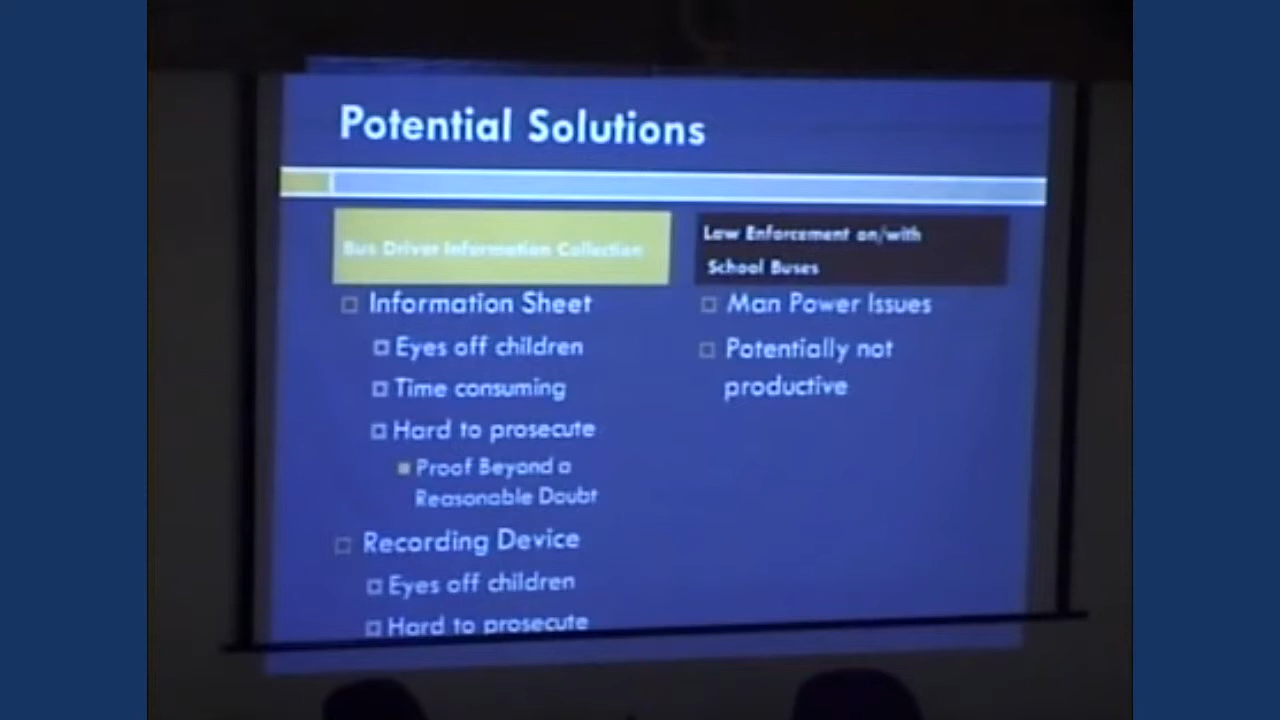 Potential Solutions
Bus Driver Information Collection
Information Sheet
Eyes off children
Time consuming
Hard to prosecute
Proof Beyond a
Reasonable Doubt
Recording Device
Eyes off children
Hard to prosecute
Law Enforcement on/with
School Buses
Man Power Issues
Potentially not
productive